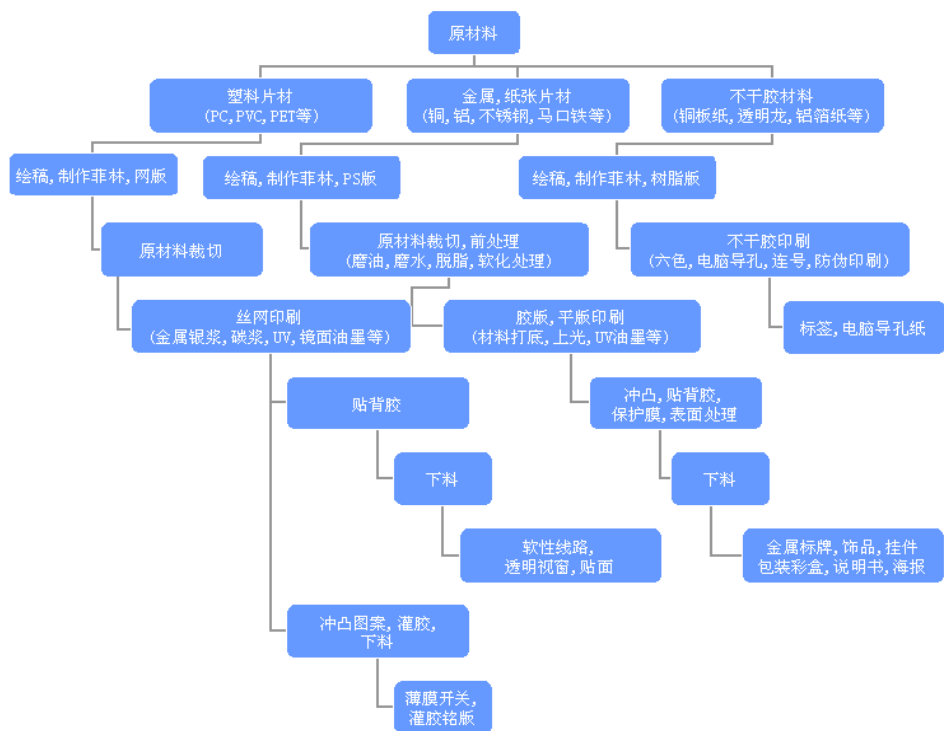 原材料
塑料片材
(PC,PVC,PET等)
金属,纸张片材
(铜,铝,不锈钢,马口铁等)
不干胶材料
(铜板纸,透明龙,铝箔纸等)
绘稿,制作菲林,网版
绘稿,制作菲林,PS版
绘稿,制作菲林,树脂版
原材料裁切
原材料裁切,前处理
(磨油,磨水,脱脂,软化处理)
不干胶印刷
(六色,电脑导孔,连号,防伪印刷)
丝网印刷
(金属银浆,碳浆,UV,镜面油墨等)
胶版,平版印刷
(材料打底,上光,UV油墨等)
标签,电脑导孔纸
贴背胶
冲凸,贴背胶,
保护膜,表面处理
下料
下料
软性线路,
透明视窗,贴面
金属标牌,饰品,挂件
包装彩盒,说明书,海报
冲凸图案,灌胶,
下料
薄膜开关,
灌胶铭版